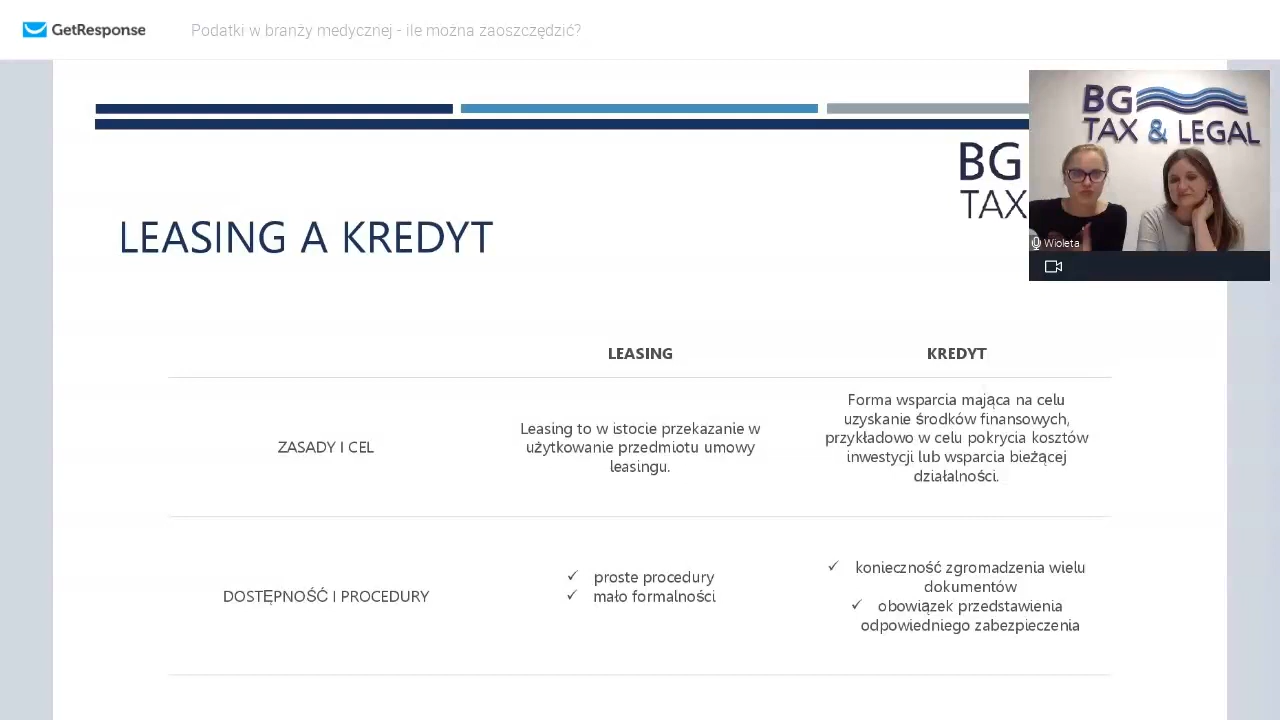 GetResponse
Podatki w branży medycznej - ile można zaoszczędzić?
BG
TAX & LEGAL
BG
TAX
Wioleta
LEASING A KREDYT
LEASING
KREDYT
ZASADY I CEL
Leasing to w istocie przekazanie w
użytkowanie przedmiotu umowy
leasingu.
Forma wsparcia mająca na celu
uzyskanie środków finansowych,
przykładowo w celu pokrycia kosztów
inwestycji lub wsparcia bieżącej
działalności.
DOSTĘPNOŚĆ I PROCEDURY
✓ proste procedury
✓ mało formalności
✓ konieczność zgromadzenia wielu
dokumentów
✓ obowiązek przedstawienia
odpowiedniego zabezpieczenia